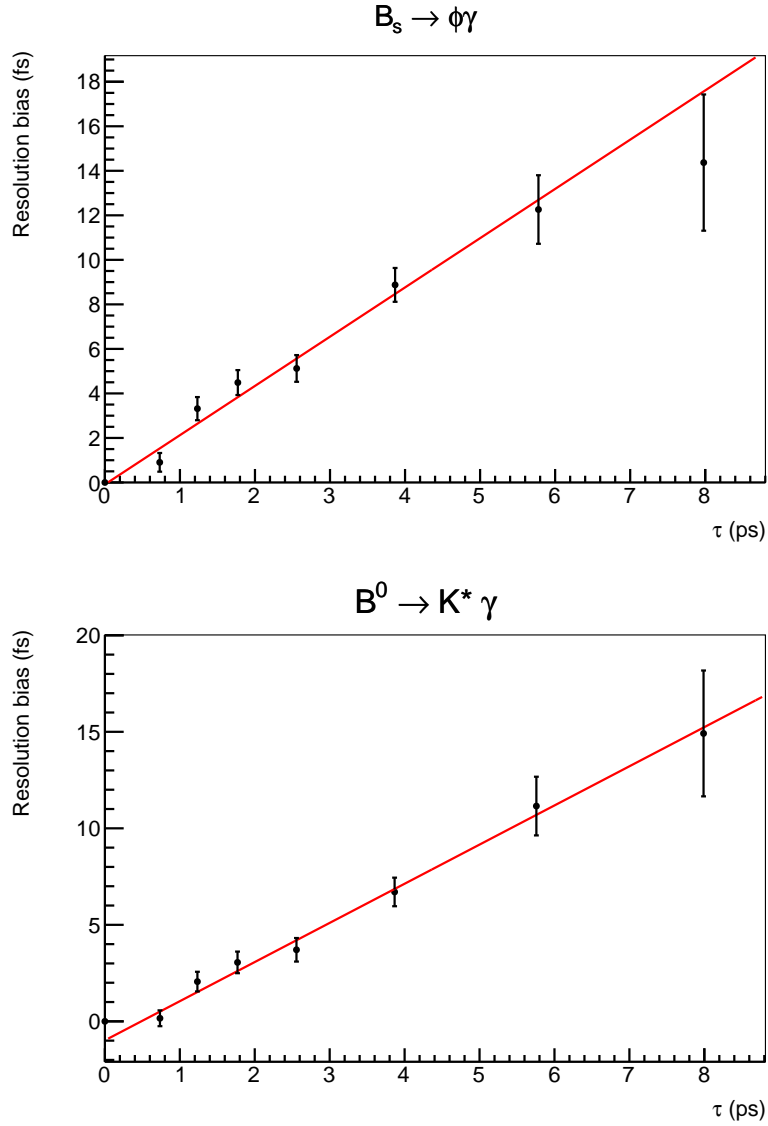 B_s → ϕγ
Resolution bias (fs)
18
16
14
12
10
8
6
4
2
0
0 1 2 3 4 5 6 7 8
τ (ps)
B⁰ → K* γ
Resolution bias (fs)
20
15
10
5
0
0 1 2 3 4 5 6 7 8
τ (ps)